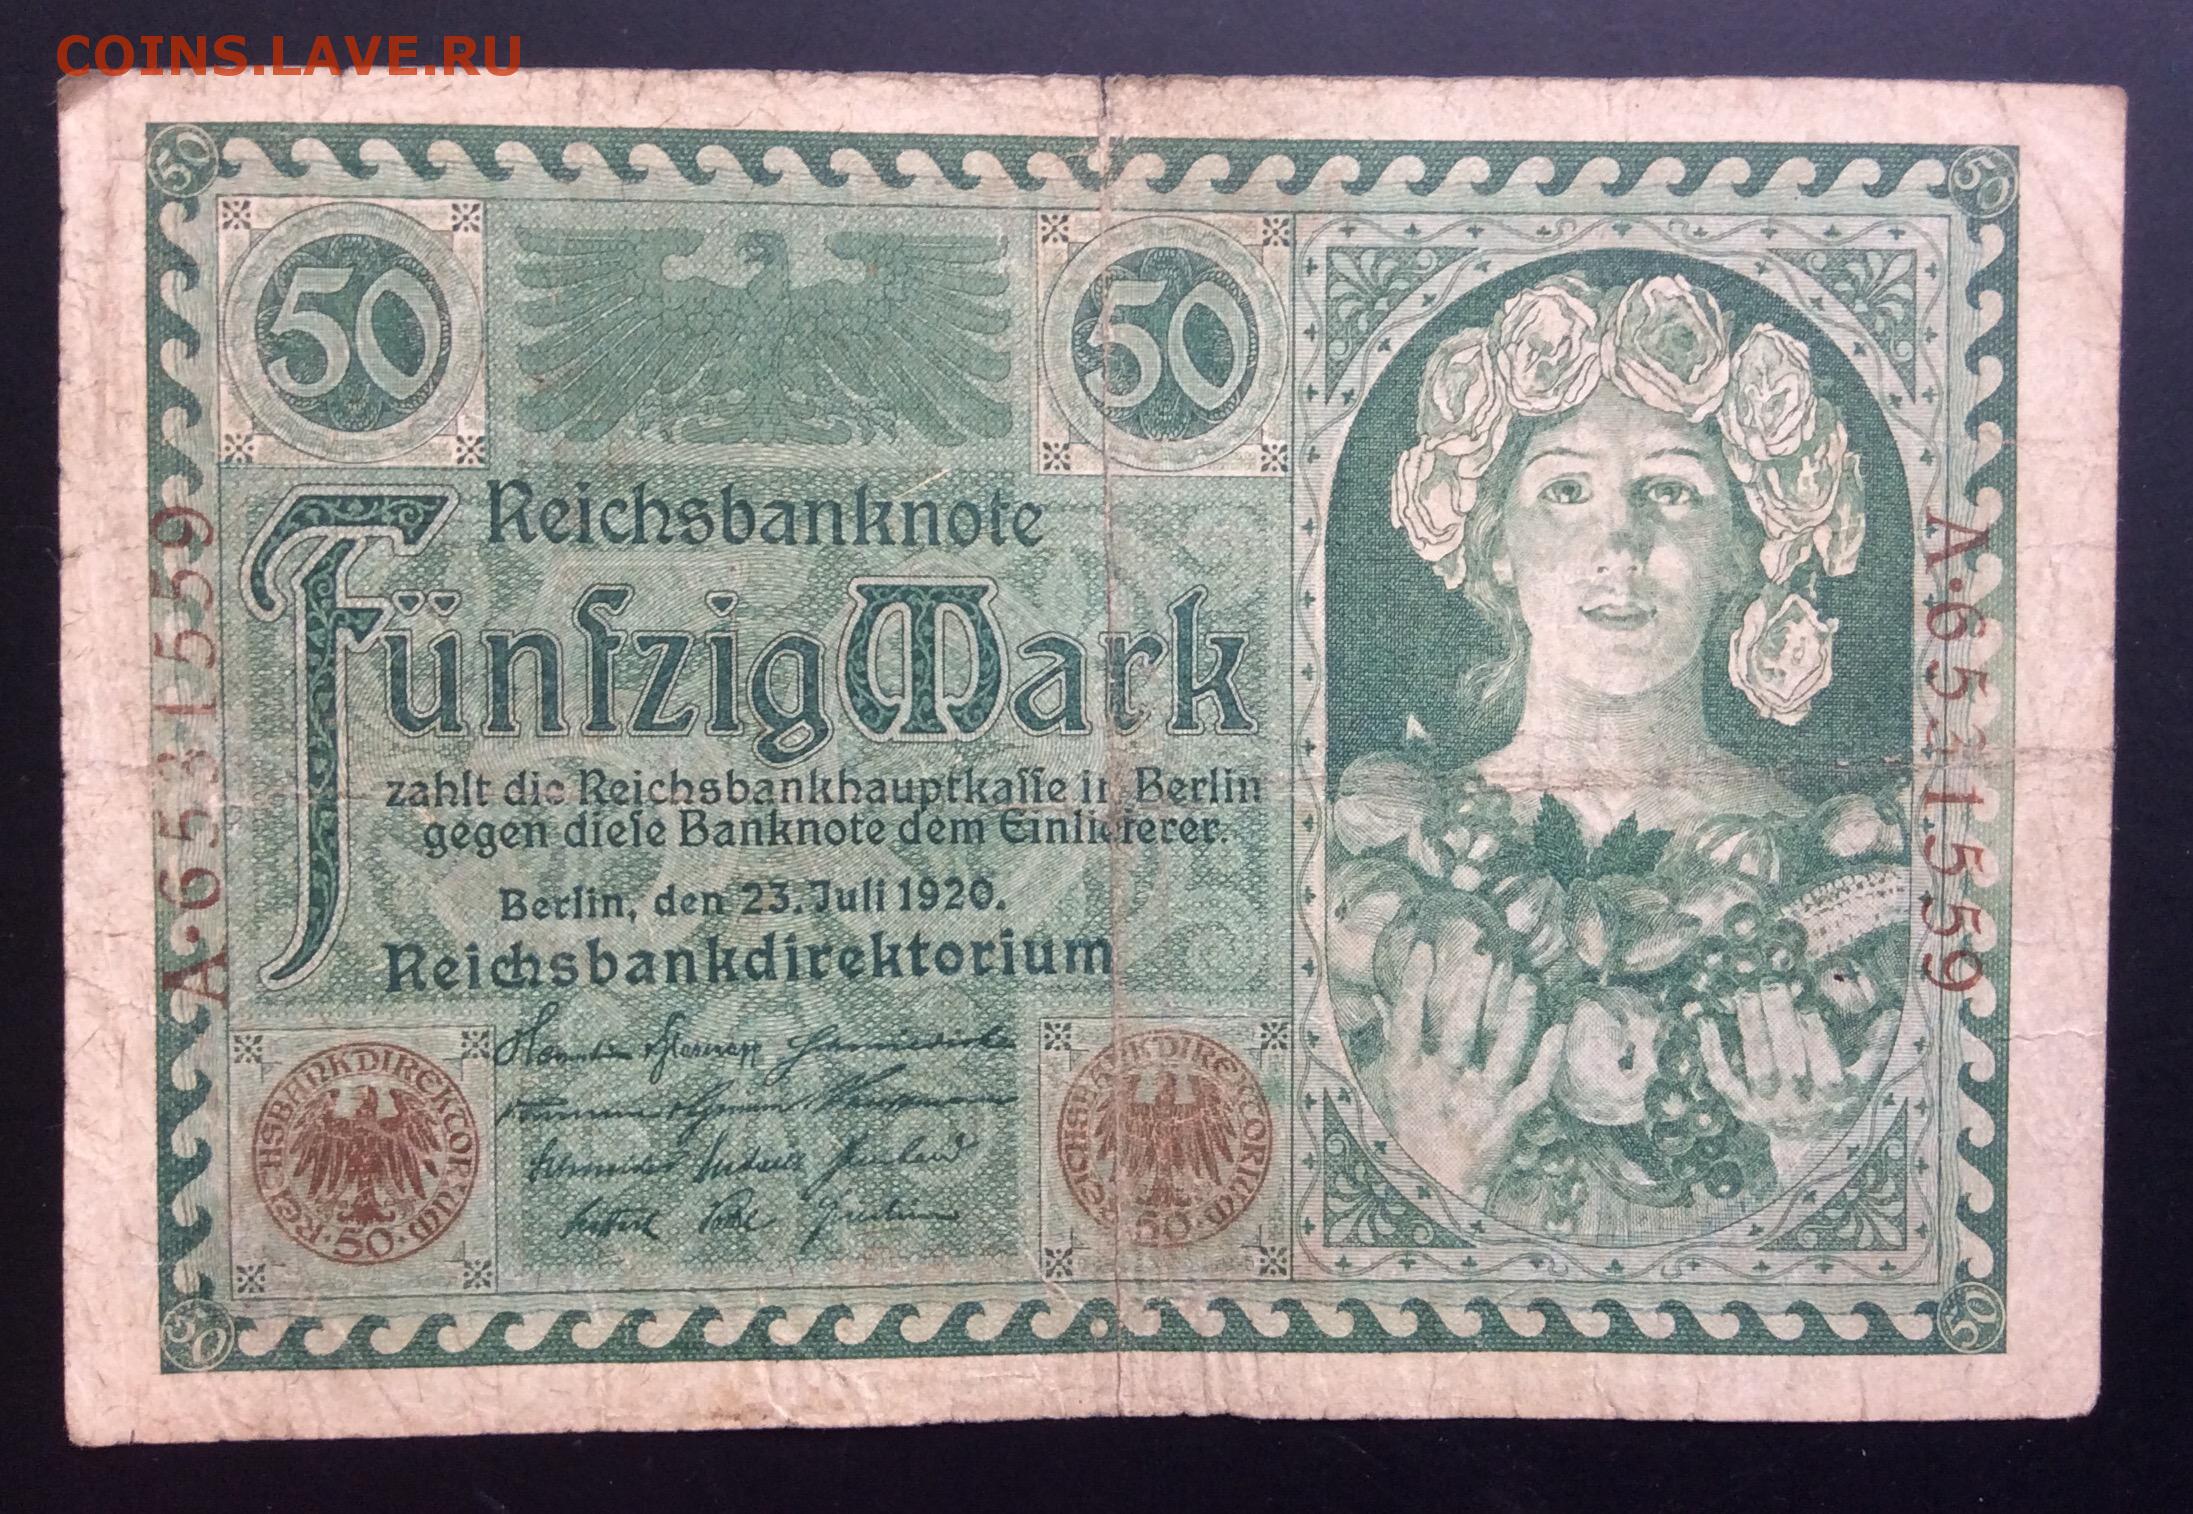 COINS.LAVE.RU
50
50
50
50
Reichsbanknote
Fünfzig Mark
zahlt die Reichsbankhauptkaſſe in Berlin
gegen dieſe Banknote dem Einlieferer.
Berlin, den 23. Juli 1920.
Reichsbankdirektorium
A·6531559
A·6531559
REICHSBANKDIREKTORIUM
·50·
REICHSBANKDIREKTORIUM
·50·
50
50